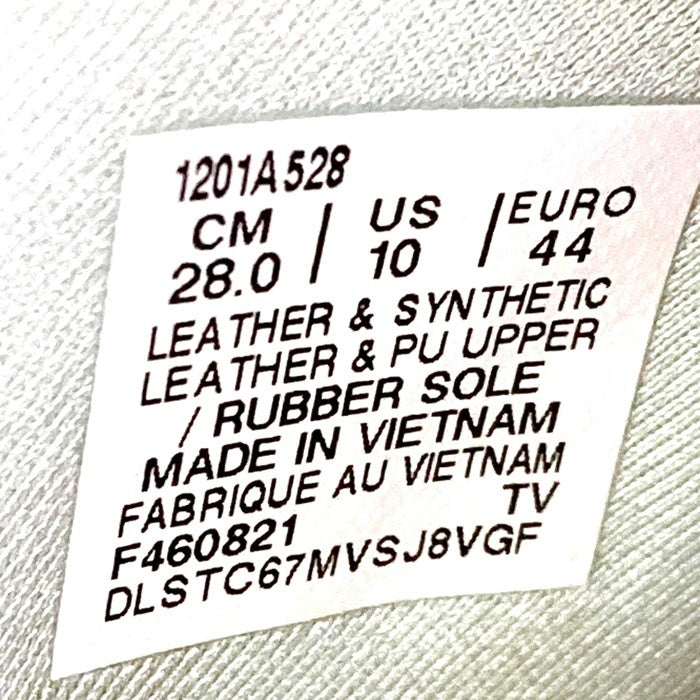 1201A528
CM | US | EURO
28.0 10 44
LEATHER & SYNTHETIC
LEATHER & PU UPPER
/ RUBBER SOLE
MADE IN VIETNAM
FABRIQUE AU VIETNAM
F460821 TV
DLSTC67MVSJ8VGF